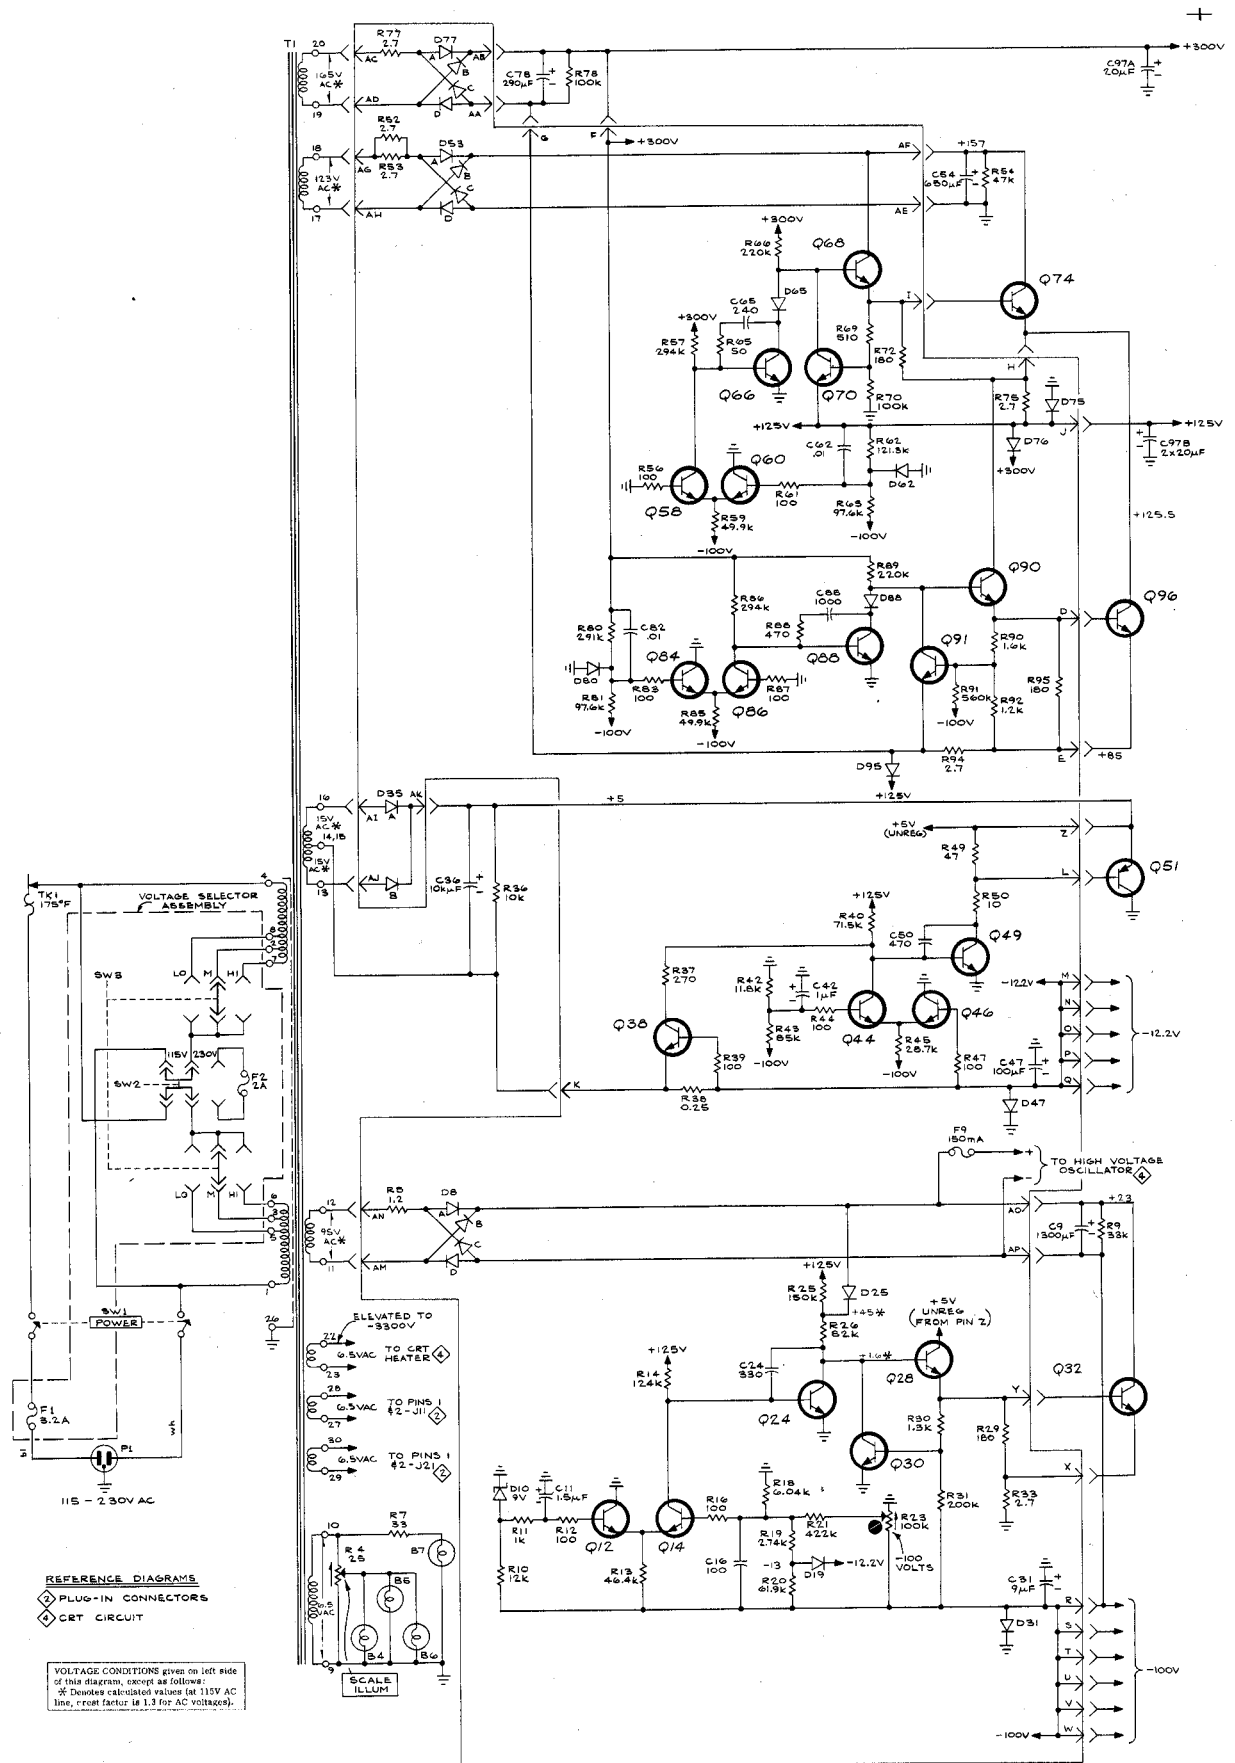 T1
20
165V
AC*
19
AC
R77
2.7
D77
A
B
C
D
AB
AD
AA
C78
290µF
R78
100k
G
F
+300V
C97A
20µF
+300V
18
123V
AC*
17
R52
2.7
AG
R53
2.7
D53
A
B
C
D
AH
AF
AE
+157
C54
650µF
R54
47k
+300V
R66
220k
Q68
D65
C65
240
+300V
R57
294k
R65
50
Q66
Q70
R69
510
R72
180
R70
100k
I
Q74
H
R75
2.7
D75
J
+125V
C97B
2x20µF
D76
+300V
+125V
C62
.01
R62
121.5k
D62
R63
97.6k
-100V
R56
100
Q58
Q60
R61
100
R59
49.9k
-100V
+125.5
R89
220k
Q90
Q96
R86
294k
C88
1000
D88
R88
470
Q88
R80
291k
C82
.01
D80
R81
97.6k
-100V
R83
100
Q84
Q86
R87
100
R85
49.9k
-100V
Q91
R90
1.6k
R91
560k
-100V
R92
1.2k
R95
180
D
E
+85
R94
2.7
D95
+125V
16
15V
AC*
14,15
15V
AC*
13
D35
A
B
AI
AJ
AK
C36
10kµF
R36
10k
+5
+5V
(UNREG)
Z
R49
47
L
Q51
R50
10
+125V
R40
71.5k
C50
470
Q49
R37
270
R42
11.8k
C42
1µF
R44
100
R43
85k
-100V
Q44
Q46
R45
28.7k
-100V
R47
100
Q38
R39
100
R38
0.25
K
C47
100µF
D47
-12.2V
M
N
O
P
Q
-12.2V
TK1
175°F
VOLTAGE SELECTOR
ASSEMBLY
4
8
2
7
SW3
LO
M
HI
115V
230V
SW2
F2
2A
LO
M
HI
6
3
5
1
SW1
POWER
26
F1
3.2A
bl
wh
P1
115 - 230V AC
F9
150mA
+
-
TO HIGH VOLTAGE
OSCILLATOR 4
12
95V
AC*
11
R8
1.2
AN
AM
D8
A
B
C
D
AO
AP
+23
C9
1300µF
R9
33k
+125V
R25
150k
D25
+45*
R26
82k
+5V
UNREG
(FROM PIN Z)
ELEVATED TO
-3300V
22
6.5VAC
TO CRT
HEATER 4
23
28
6.5VAC
TO PINS 1
&2-J11 2
27
30
6.5VAC
TO PINS 1
&2-J21 2
29
+125V
R14
124k
C24
330
+1.6*
Q24
Q28
Q30
R30
1.3k
R29
180
Y
Q32
X
R31
200k
R33
2.7
D10
9V
C11
1.5µF
R11
1k
R12
100
R10
12k
Q12
Q14
R13
46.4k
R16
100
C16
100
R18
6.04k
R19
2.74k
R21
422k
-13
D19
-12.2V
R20
61.9k
R23
100k
-100
VOLTS
C31
9µF
D31
R
S
T
U
V
W
-100V
-100V
10
6.5
VAC
9
R4
25
R7
33
B7
B5
B4
B6
SCALE
ILLUM
REFERENCE DIAGRAMS
2 PLUG-IN CONNECTORS
4 CRT CIRCUIT
VOLTAGE CONDITIONS given on left side
of this diagram, except as follows:
* Denotes calculated values (at 115V AC
line, crest factor is 1.3 for AC voltages).